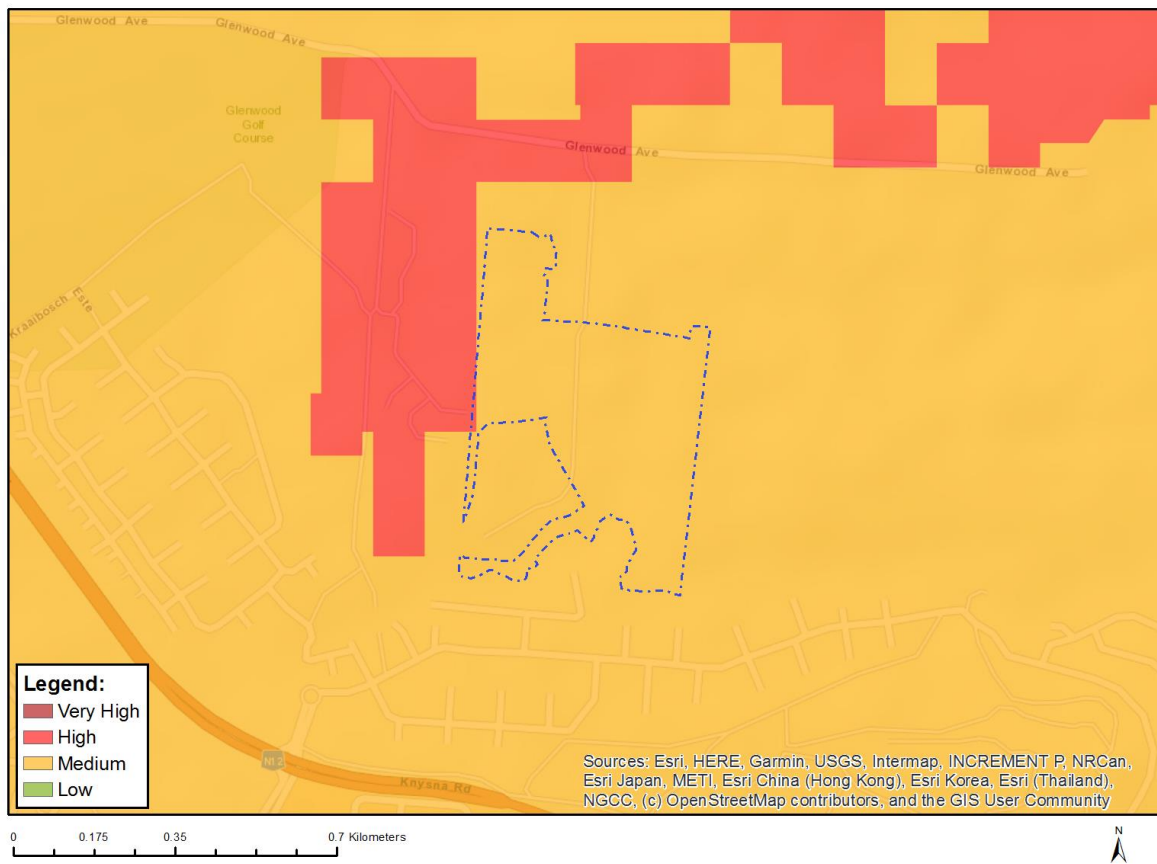 Glenwood Ave
Glenwood Ave
Glenwood
Golf
Course
Glenwood Ave
Glenwood Ave
Kraaibosch Este
N12
Knysna Rd
Legend:
Very High
High
Medium
Low
Sources: Esri, HERE, Garmin, USGS, Intermap, INCREMENT P, NRCan,
Esri Japan, METI, Esri China (Hong Kong), Esri Korea, Esri (Thailand),
NGCC, (c) OpenStreetMap contributors, and the GIS User Community
0 0.175 0.35 0.7 Kilometers
N